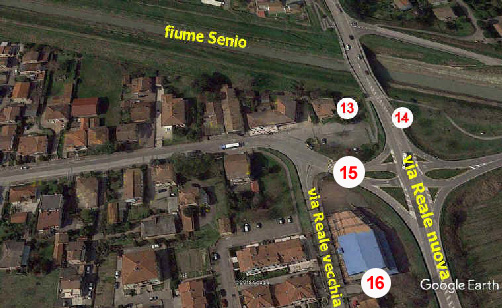 fiume Senio
13
14
15
via Reale vecchia
via Reale nuova
16
Google Earth